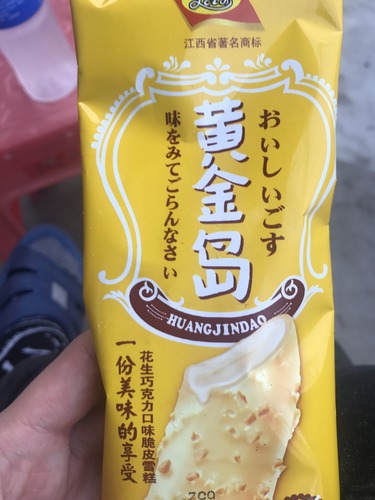 江西省著名商标
おいしいごす
黄金岛
味をみてごらんなさい
HUANGJINDAO
花生巧克力口味脆皮雪糕
一份美味的享受